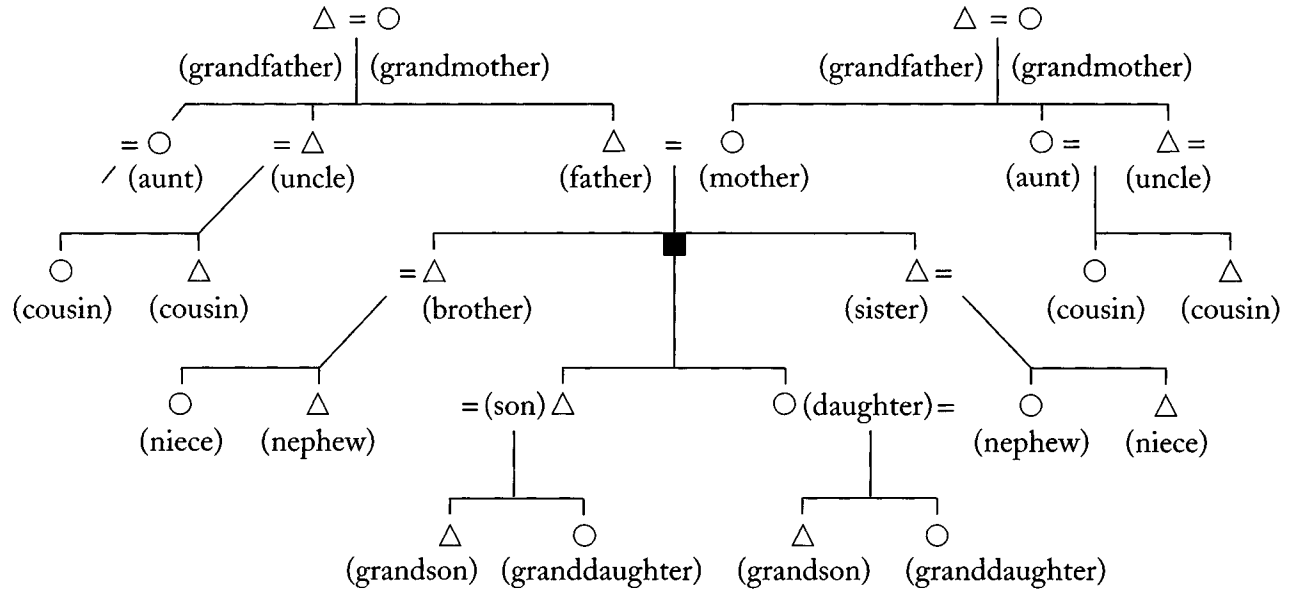 (grandfather) (grandmother) (grandfather) (grandmother)
= = = = =
(aunt) (uncle) (father) (mother) (aunt) (uncle)
= =
(cousin) (cousin) (brother) (sister) (cousin) (cousin)
= (son) (daughter) =
(niece) (nephew) (nephew) (niece)
(grandson) (granddaughter) (grandson) (granddaughter)